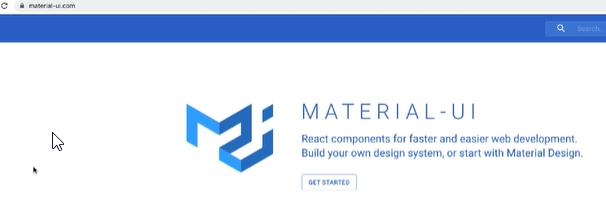 material-ui.com
Search
MATERIAL-UI
React components for faster and easier web development.
Build your own design system, or start with Material Design.
GET STARTED